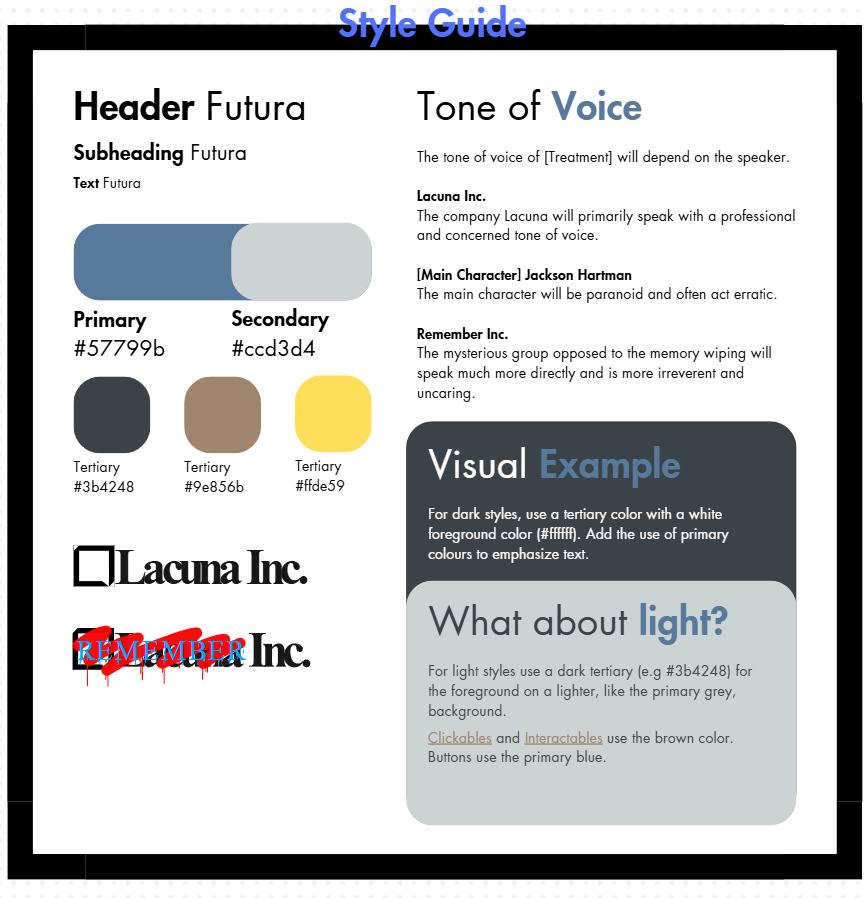 Style Guide
Header Futura
Subheading Futura
Text Futura
Primary
#57799b
Secondary
#ccd3d4
Tertiary
#3b4248
Tertiary
#9e856b
Tertiary
#ffde59
Lacuna Inc.
REMEMBER
Lacuna Inc.
Tone of Voice
The tone of voice of [Treatment] will depend on the speaker.
Lacuna Inc.
The company Lacuna will primarily speak with a professional
and concerned tone of voice.
[Main Character] Jackson Hartman
The main character will be paranoid and often act erratic.
Remember Inc.
The mysterious group opposed to the memory wiping will
speak much more directly and is more irreverent and
uncaring.
Visual Example
For dark styles, use a tertiary color with a white
foreground color (#ffffff). Add the use of primary
colours to emphasize text.
What about light?
For light styles use a dark tertiary (e.g #3b4248) for
the foreground on a lighter, like the primary grey,
background.
Clickables and Interactables use the brown color.
Buttons use the primary blue.